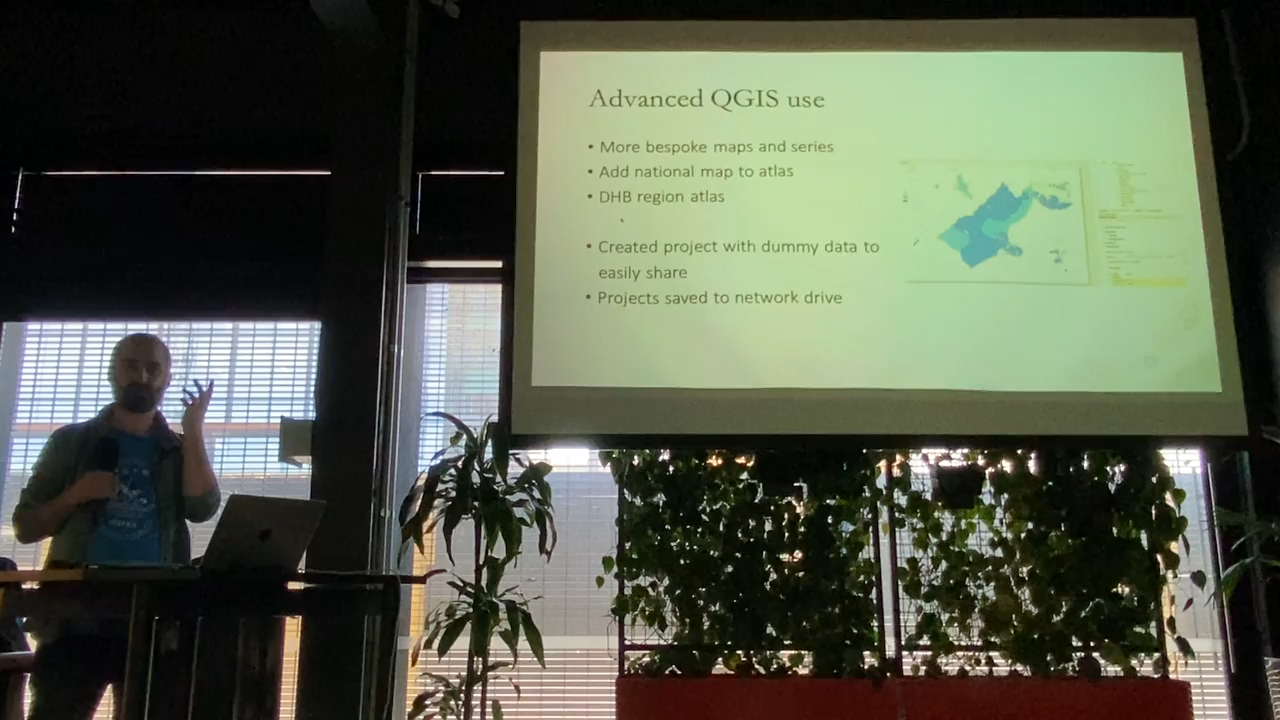 Advanced QGIS use
• More bespoke maps and series
• Add national map to atlas
• DHB region atlas
• Created project with dummy data to
easily share
• Projects saved to network drive